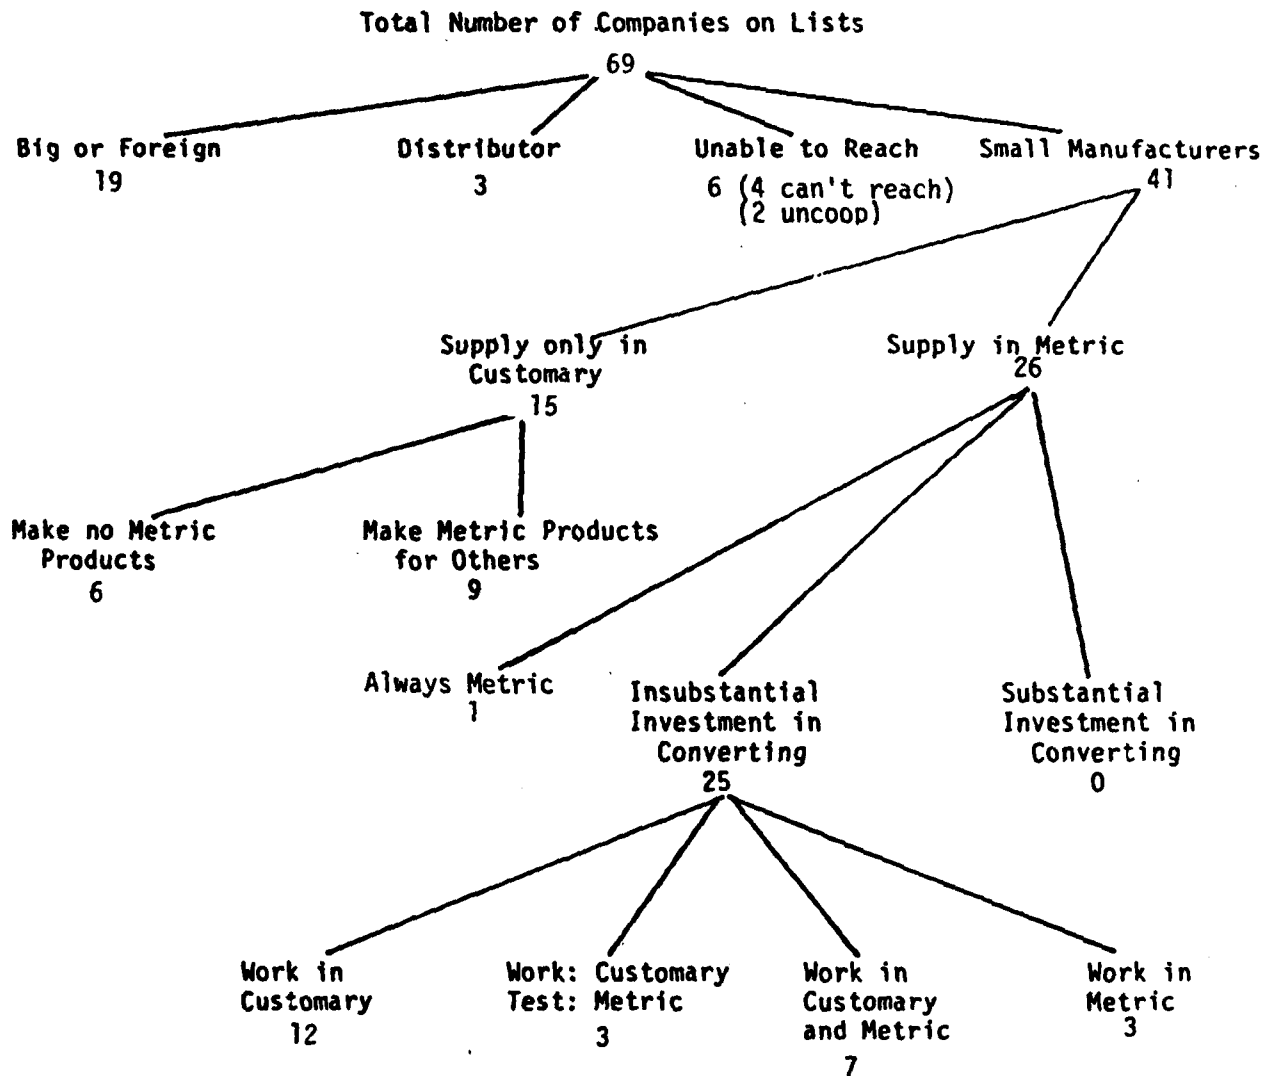 Total Number of Companies on Lists
69
Big or Foreign
19
Distributor
3
Unable to Reach
6 (4 can't reach)
(2 uncoop)
Small Manufacturers
41
Supply only in
Customary
15
Supply in Metric
26
Make no Metric
Products
6
Make Metric Products
for Others
9
Always Metric
1
Insubstantial
Investment in
Converting
25
Substantial
Investment in
Converting
0
Work in
Customary
12
Work: Customary
Test: Metric
3
Work in
Customary
and Metric
7
Work in
Metric
3